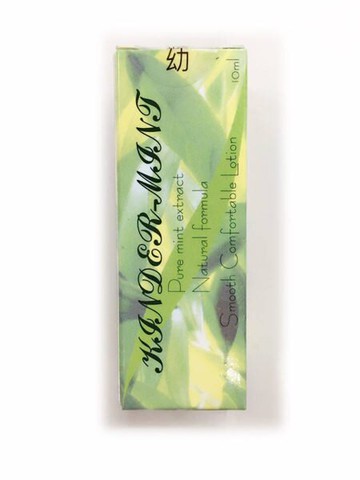 幼
KINDER-MINT
Pure mint extract
Natural formula
Smooth Comfortable Lotion
10ml